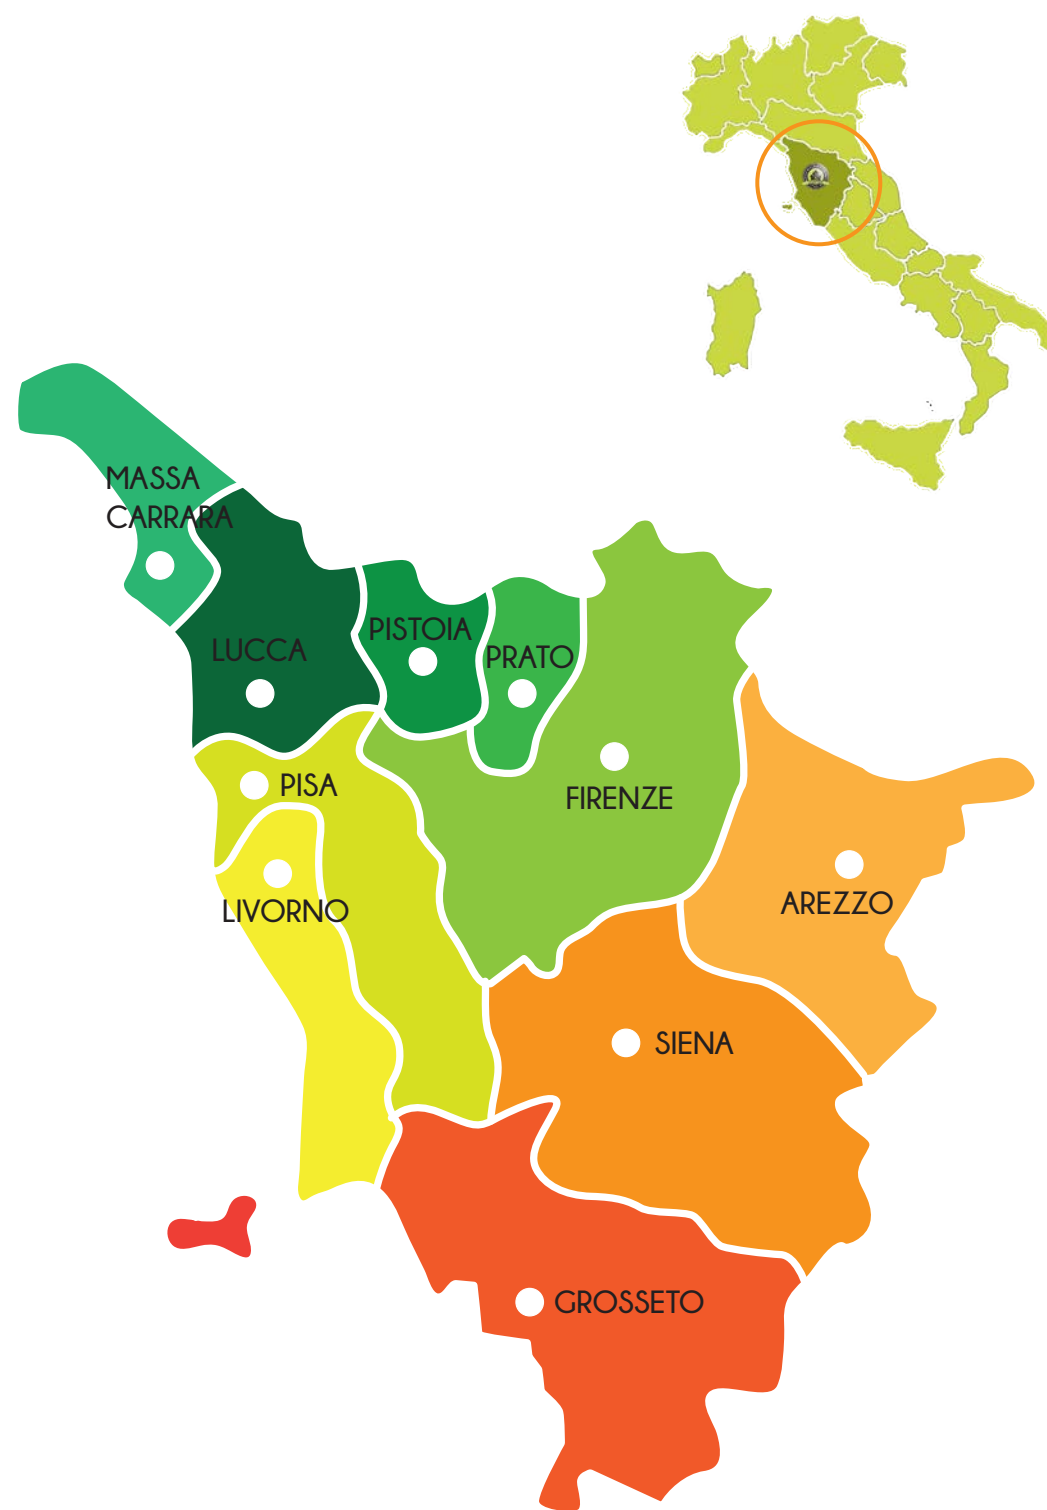 MASSA
CARRARA
LUCCA
PISTOIA
PRATO
PISA
FIRENZE
LIVORNO
AREZZO
SIENA
GROSSETO